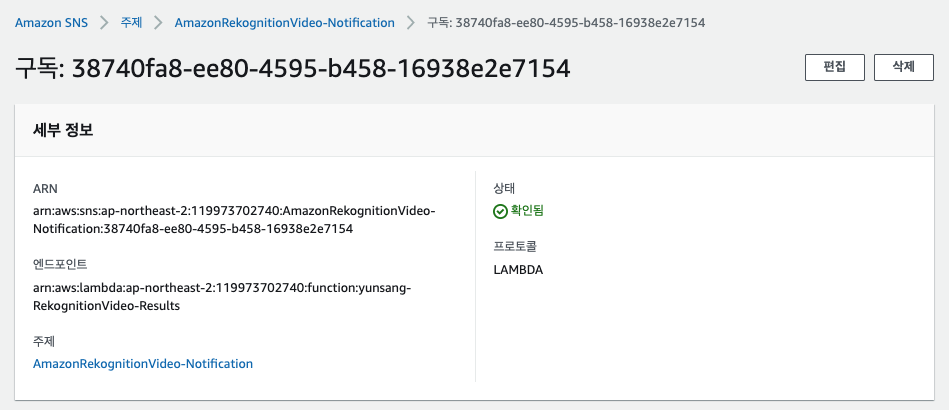 Amazon SNS > 주제 > AmazonRekognitionVideo-Notification > 구독: 38740fa8-ee80-4595-b458-16938e2e7154
구독: 38740fa8-ee80-4595-b458-16938e2e7154
편집
삭제
세부 정보
ARN
arn:aws:sns:ap-northeast-2:119973702740:AmazonRekognitionVideo-
Notification:38740fa8-ee80-4595-b458-16938e2e7154
엔드포인트
arn:aws:lambda:ap-northeast-2:119973702740:function:yunsang-
RekognitionVideo-Results
주제
AmazonRekognitionVideo-Notification
상태
확인됨
프로토콜
LAMBDA